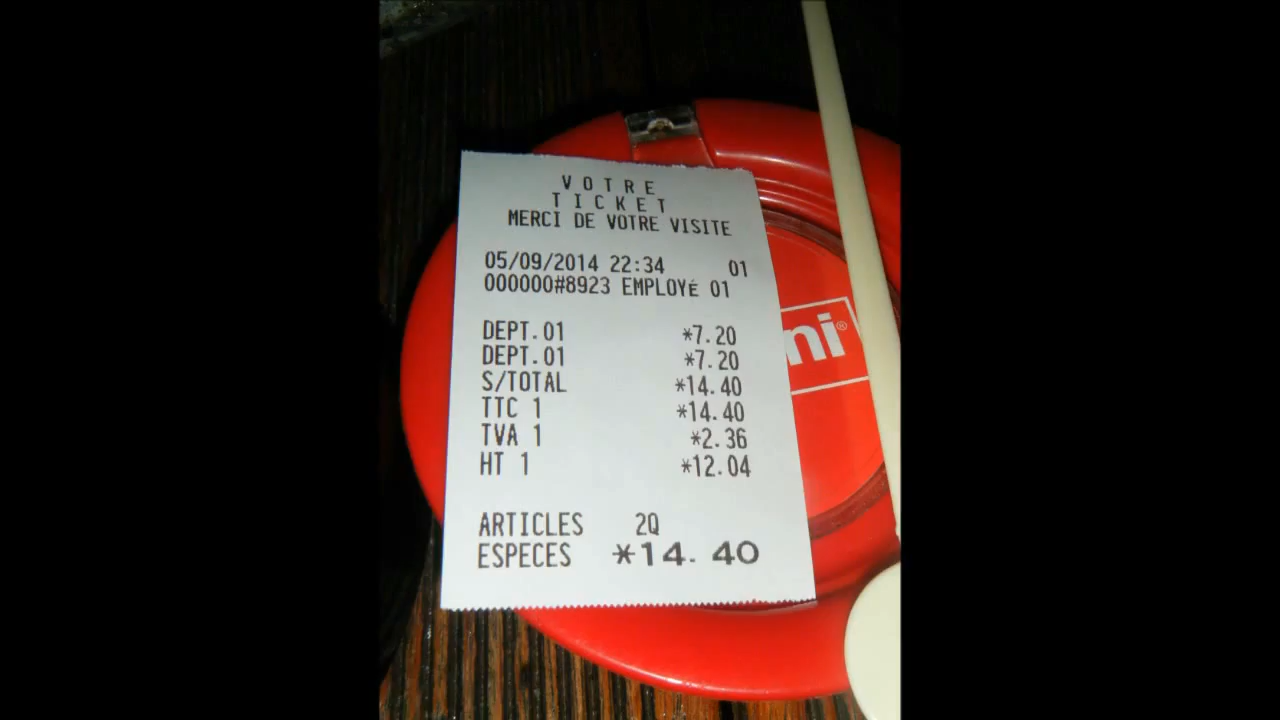 VOTRE
TICKET
MERCI DE VOTRE VISITE
05/09/2014 22:34 01
000000#8923 EMPLOYÉ 01
DEPT.01 *7.20
DEPT.01 *7.20
S/TOTAL *14.40
TTC 1 *14.40
TVA 1 *2.36
HT 1 *12.04
ARTICLES 2Q
ESPECES *14.40